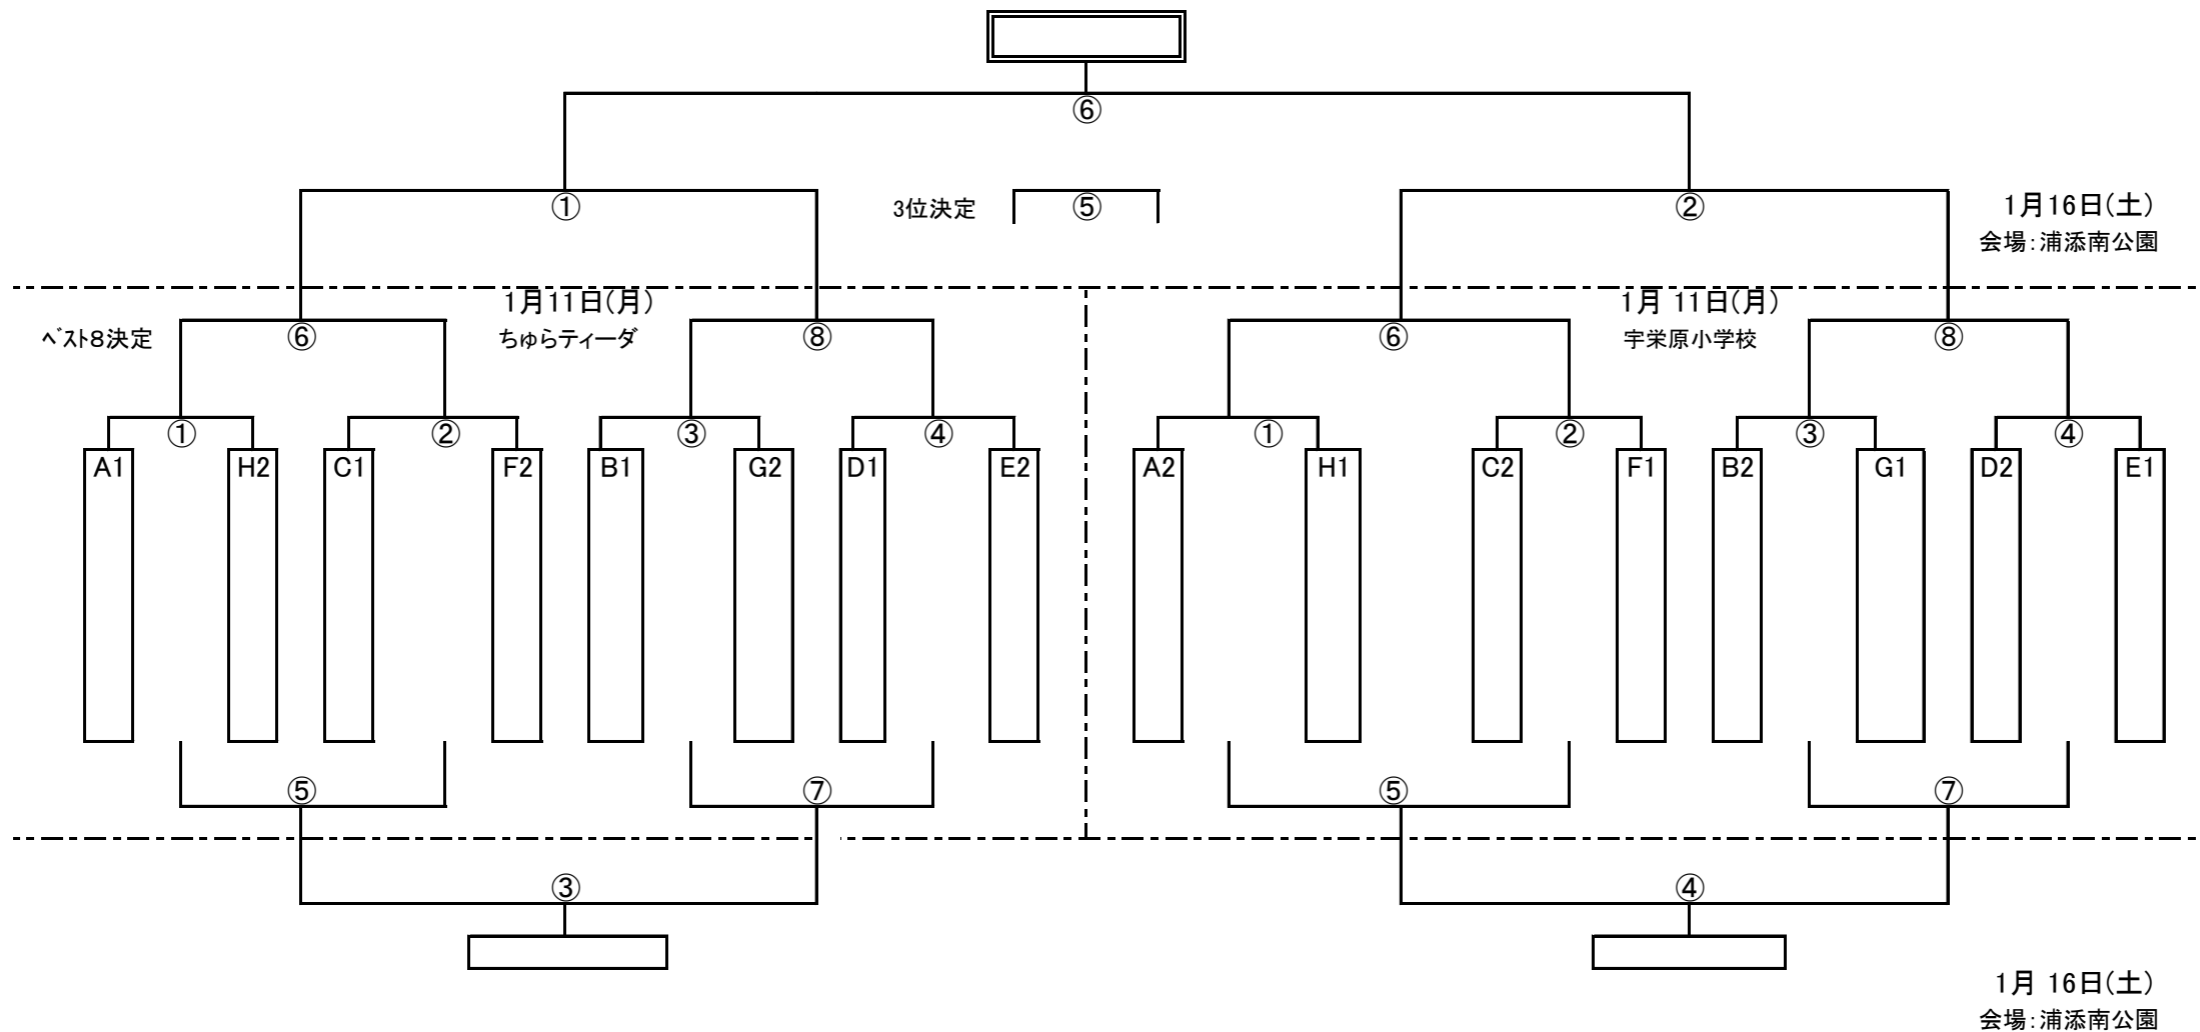 ⑥
① 3位決定 ⑤ ② 1月16日(土)
会場:浦添南公園
1月11日(月) 1月 11日(月)
ベスト8決定 ⑥ ちゅらティーダ ⑧ ⑥ 宇栄原小学校 ⑧
① ② ③ ④ ① ② ③ ④
A1 H2 C1 F2 B1 G2 D1 E2 A2 H1 C2 F1 B2 G1 D2 E1
⑤ ⑦ ⑤ ⑦
③ ④
1月 16日(土)
会場:浦添南公園